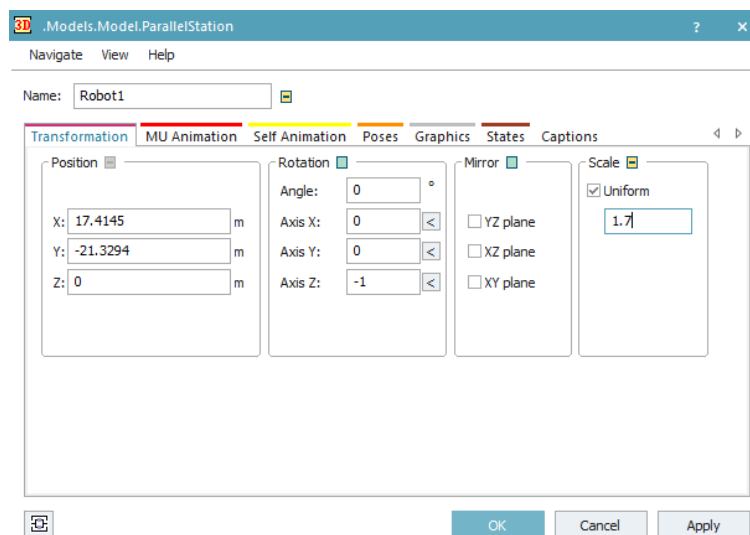 3D .Models.Model.ParallelStation ? ×
Navigate View Help
Name: Robot1
Transformation MU Animation Self Animation Poses Graphics States Captions
Position Rotation Mirror Scale
Angle: 0 ° Uniform
X: 17.4145 m Axis X: 0 < YZ plane 1.7
Y: -21.3294 m Axis Y: 0 < XZ plane
Z: 0 m Axis Z: -1 < XY plane
OK Cancel Apply